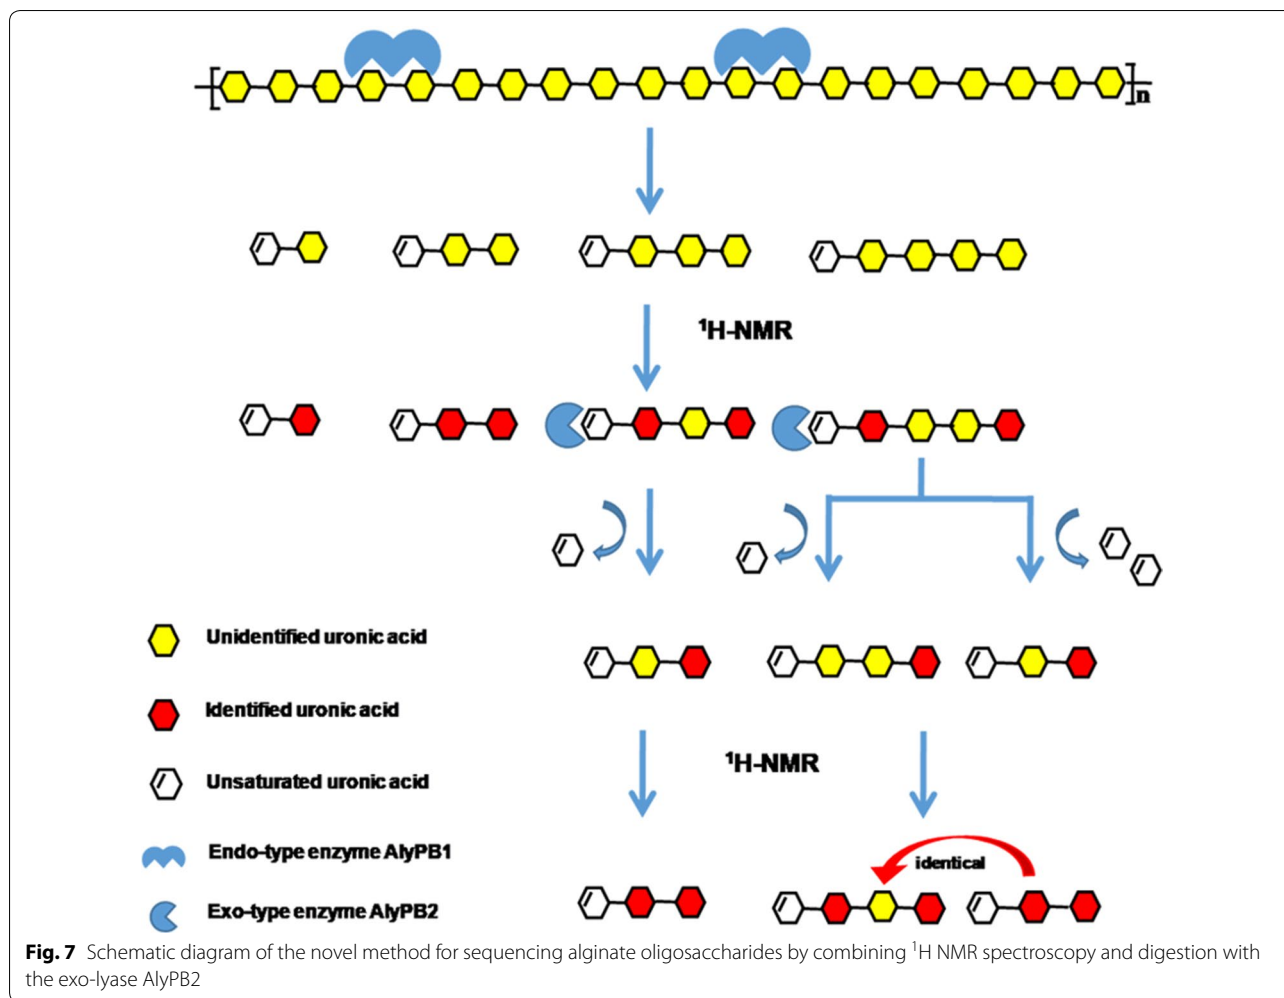 n
¹H-NMR
Unidentified uronic acid
Identified uronic acid
Unsaturated uronic acid
¹H-NMR
Endo-type enzyme AlyPB1
identical
Exo-type enzyme AlyPB2
Fig. 7 Schematic diagram of the novel method for sequencing alginate oligosaccharides by combining ¹H NMR spectroscopy and digestion with
the exo-lyase AlyPB2